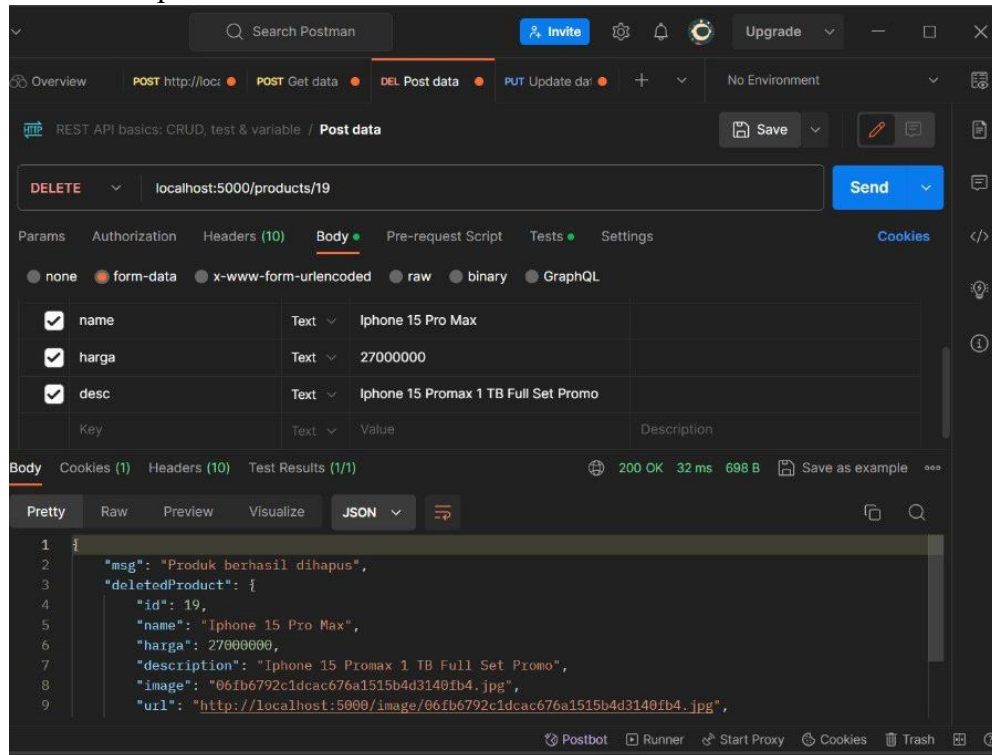 Search Postman Invite Upgrade
Overview POST http://loca POST Get data DEL Post data PUT Update dat No Environment
HTTP REST API basics: CRUD, test & variable / Post data Save
DELETE localhost:5000/products/19 Send
Params Authorization Headers (10) Body Pre-request Script Tests Settings Cookies
none form-data x-www-form-urlencoded raw binary GraphQL
name Text Iphone 15 Pro Max
harga Text 27000000
desc Text Iphone 15 Promax 1 TB Full Set Promo
Key Text Value Description
Body Cookies (1) Headers (10) Test Results (1/1) 200 OK 32 ms 698 B Save as example
Pretty Raw Preview Visualize JSON
1 {
2 "msg": "Produk berhasil dihapus",
3 "deletedProduct": {
4 "id": 19,
5 "name": "Iphone 15 Pro Max",
6 "harga": 27000000,
7 "description": "Iphone 15 Promax 1 TB Full Set Promo",
8 "image": "06fb6792c1dcac676a1515b4d3140fb4.jpg",
9 "url": "http://localhost:5000/image/06fb6792c1dcac676a1515b4d3140fb4.jpg",
Postbot Runner Start Proxy Cookies Trash